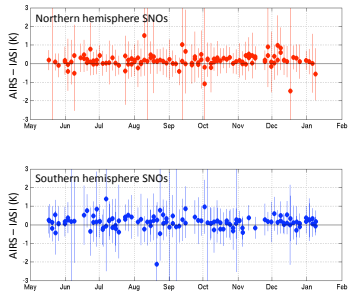 Northern hemisphere SNOs
AIRS – IASI (K)
3
2
1
0
-1
-2
-3
May Jun Jul Aug Sep Oct Nov Dec Jan Feb
Southern hemisphere SNOs
AIRS – IASI (K)
3
2
1
0
-1
-2
-3
May Jun Jul Aug Sep Oct Nov Dec Jan Feb